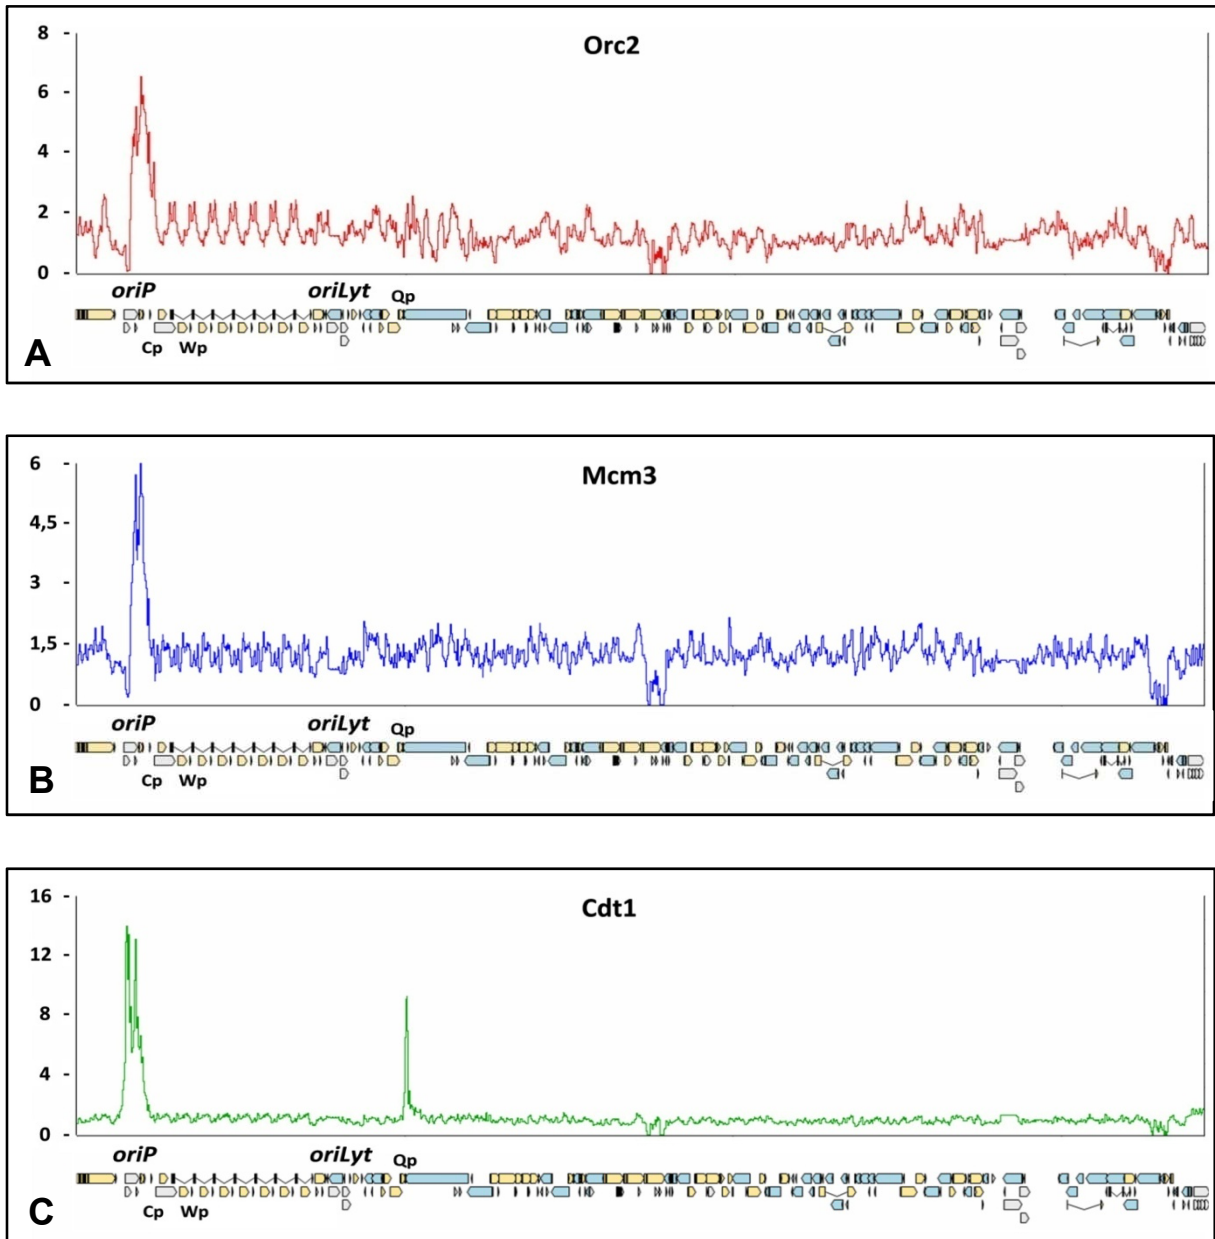 8 -
Orc2
6 -
4 -
2 -
0 -
oriP
oriLyt
Qp
Cp
Wp
A
6 -
Mcm3
4,5 -
3 -
1,5 -
0 -
oriP
oriLyt
Qp
Cp
Wp
B
16 -
Cdt1
12 -
8 -
4 -
0 -
oriP
oriLyt
Qp
Cp
Wp
C